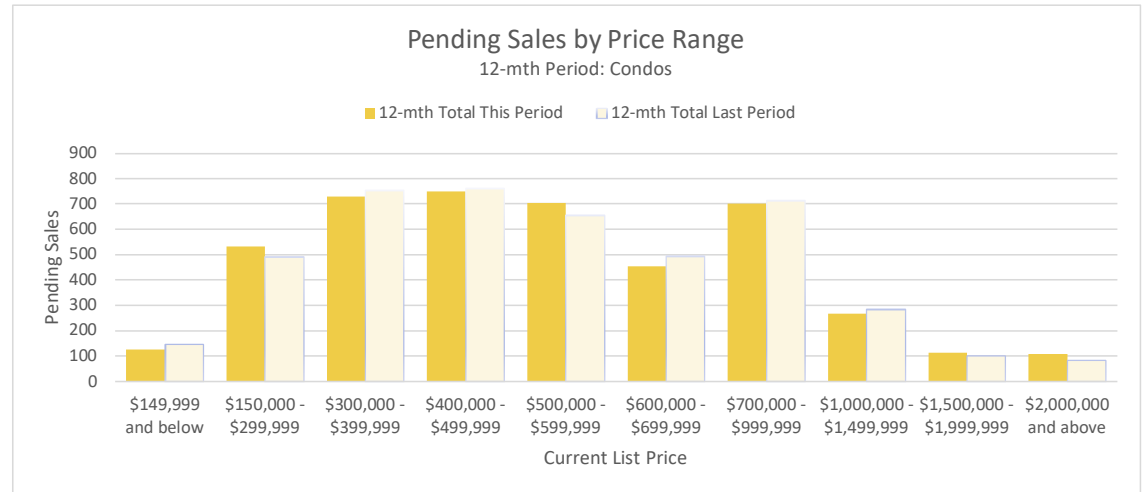 Pending Sales by Price Range
12-mth Period: Condos
12-mth Total This Period 12-mth Total Last Period
900
800
700
600
500
400
300
200
100
0
Pending Sales
$149,999 $150,000 - $300,000 - $400,000 - $500,000 - $600,000 - $700,000 - $1,000,000 - $1,500,000 - $2,000,000
and below $299,999 $399,999 $499,999 $599,999 $699,999 $999,999 $1,499,999 $1,999,999 and above
Current List Price